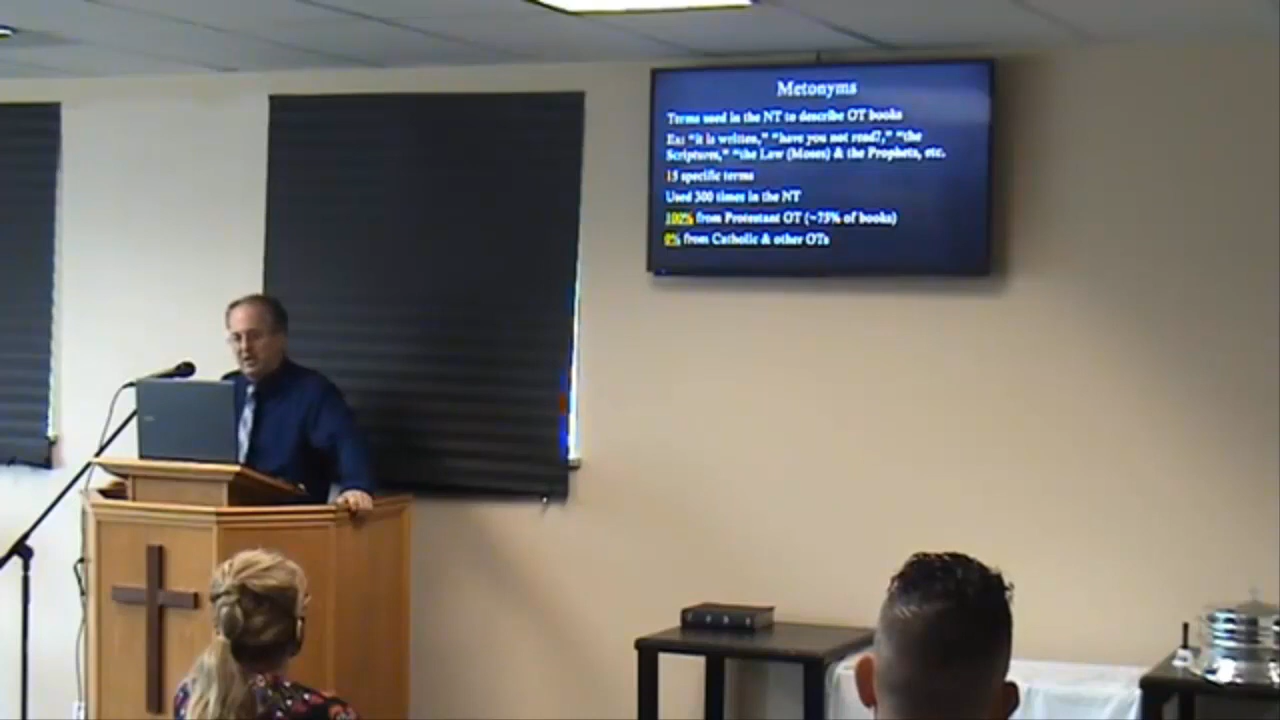 Metonyms
Terms used in the NT to describe OT books
Ex: "it is written," "have you not read?," "the
Scriptures," "the Law (Moses) & the Prophets, etc.
15 specific terms
Used 300 times in the NT
100% from Protestant OT (~75% of books)
0% from Catholic & other OTs